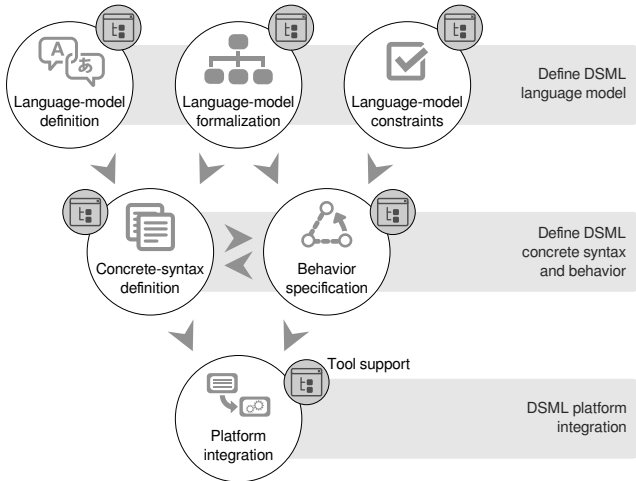 A
あ
Language-model
definition
Language-model
formalization
Language-model
constraints
Define DSML
language model
Concrete-syntax
definition
Behavior
specification
Define DSML
concrete syntax
and behavior
Tool support
Platform
integration
DSML platform
integration